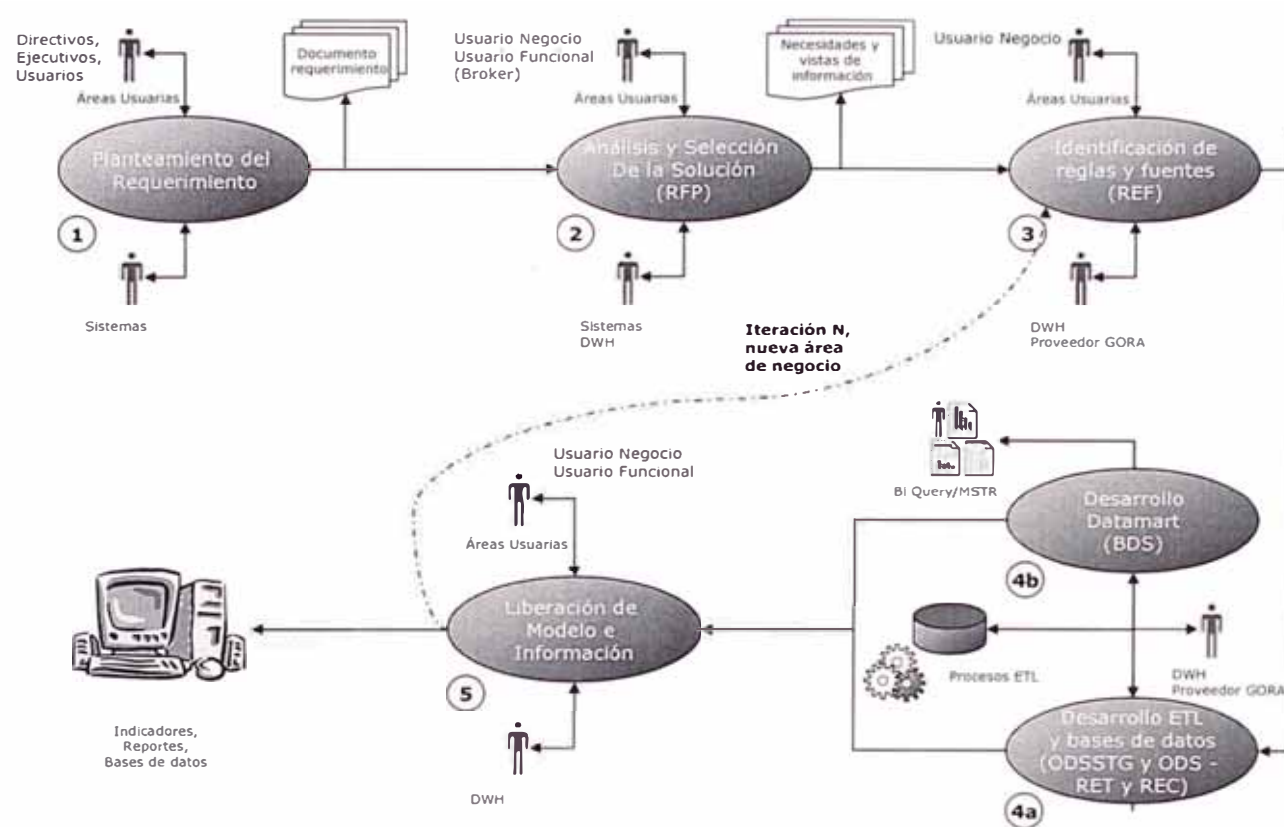 Directivos,
Ejecutivos,
Usuarios
Áreas Usuarias
Documento
requerimiento
Usuario Negocio
Usuario Funcional
(Broker)
Áreas Usuarias
Necesidades y
vistas de
información
Usuario Negocio
Áreas Usuarias
Planteamiento del
Requerimiento
1
Análisis y Selección
De la Solución
(RFP)
2
Identificación de
reglas y fuentes
(REF)
3
Sistemas
Sistemas
DWH
DWH
Proveedor GORA
Iteración N,
nueva área
de negocio
Usuario Negocio
Usuario Funcional
Áreas Usuarias
BI Query/MSTR
Desarrollo
Datamart
(BDS)
4b
Liberación de
Modelo e
Información
5
Procesos ETL
DWH
Proveedor GORA
Indicadores,
Reportes,
Bases de datos
DWH
Desarrollo ETL
y bases de datos
(ODSSTG y ODS -
RET y REC)
4a